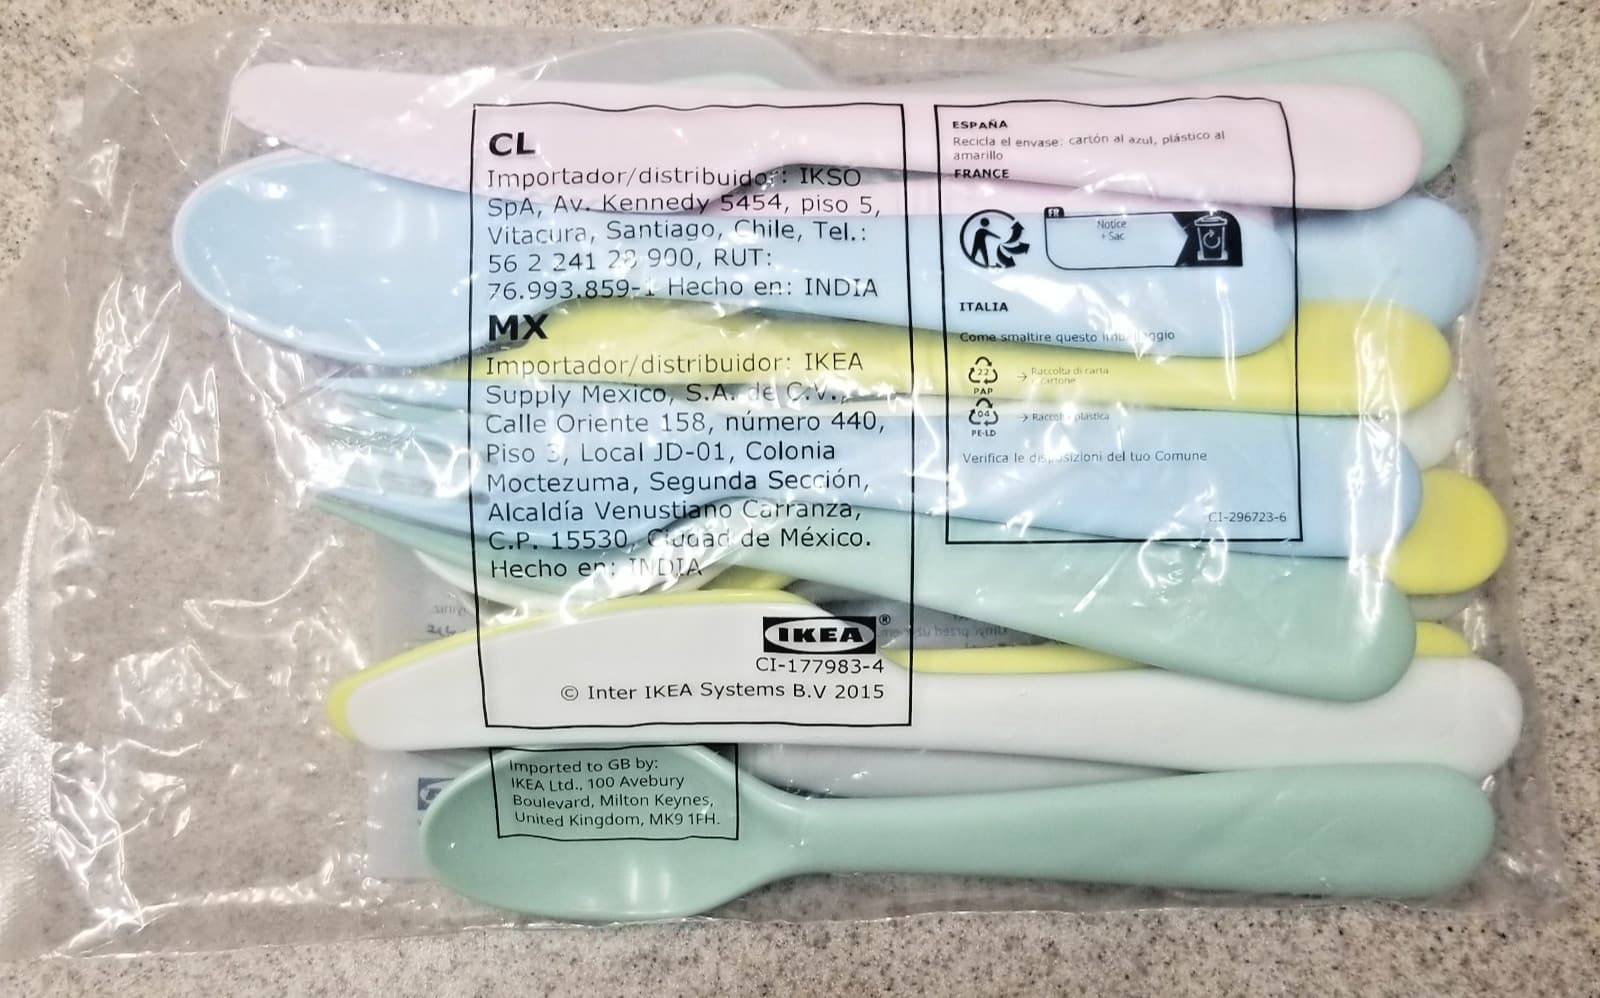 CL
Importador/distribuidor: IKSO
SpA, Av. Kennedy 5454, piso 5,
Vitacura, Santiago, Chile, Tel.:
56 2 241 28 900, RUT:
76.993.859-1 Hecho en: INDIA
MX
Importador/distribuidor: IKEA
Supply Mexico, S.A. de C.V.,
Calle Oriente 158, número 440,
Piso 3, Local JD-01, Colonia
Moctezuma, Segunda Sección,
Alcaldía Venustiano Carranza,
C.P. 15530, Ciudad de México.
Hecho en: INDIA
IKEA®
CI-177983-4
© Inter IKEA Systems B.V 2015
Imported to GB by:
IKEA Ltd., 100 Avebury
Boulevard, Milton Keynes,
United Kingdom, MK9 1FH.
ESPAÑA
Recicla el envase: cartón al azul, plástico al
amarillo
FRANCE
FR
Notice
+ Sac
ITALIA
Come smaltire questo imballaggio
22
→ Raccolta di carta
e cartone
PAP
04
→ Raccolta plastica
PE-LD
Verifica le disposizioni del tuo Comune
CI-296723-6